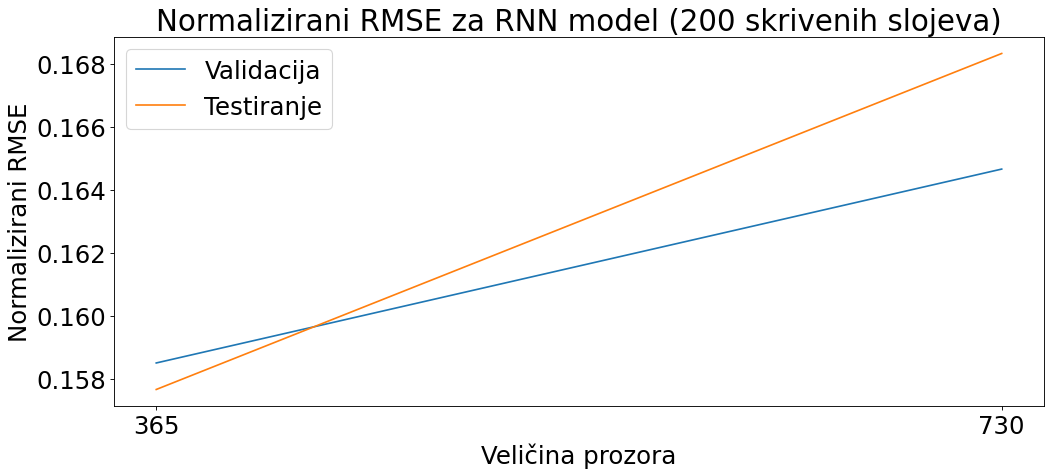 Normalizirani RMSE za RNN model (200 skrivenih slojeva)
Validacija
Testiranje
Normalizirani RMSE
0.168
0.166
0.164
0.162
0.160
0.158
365
730
Veličina prozora